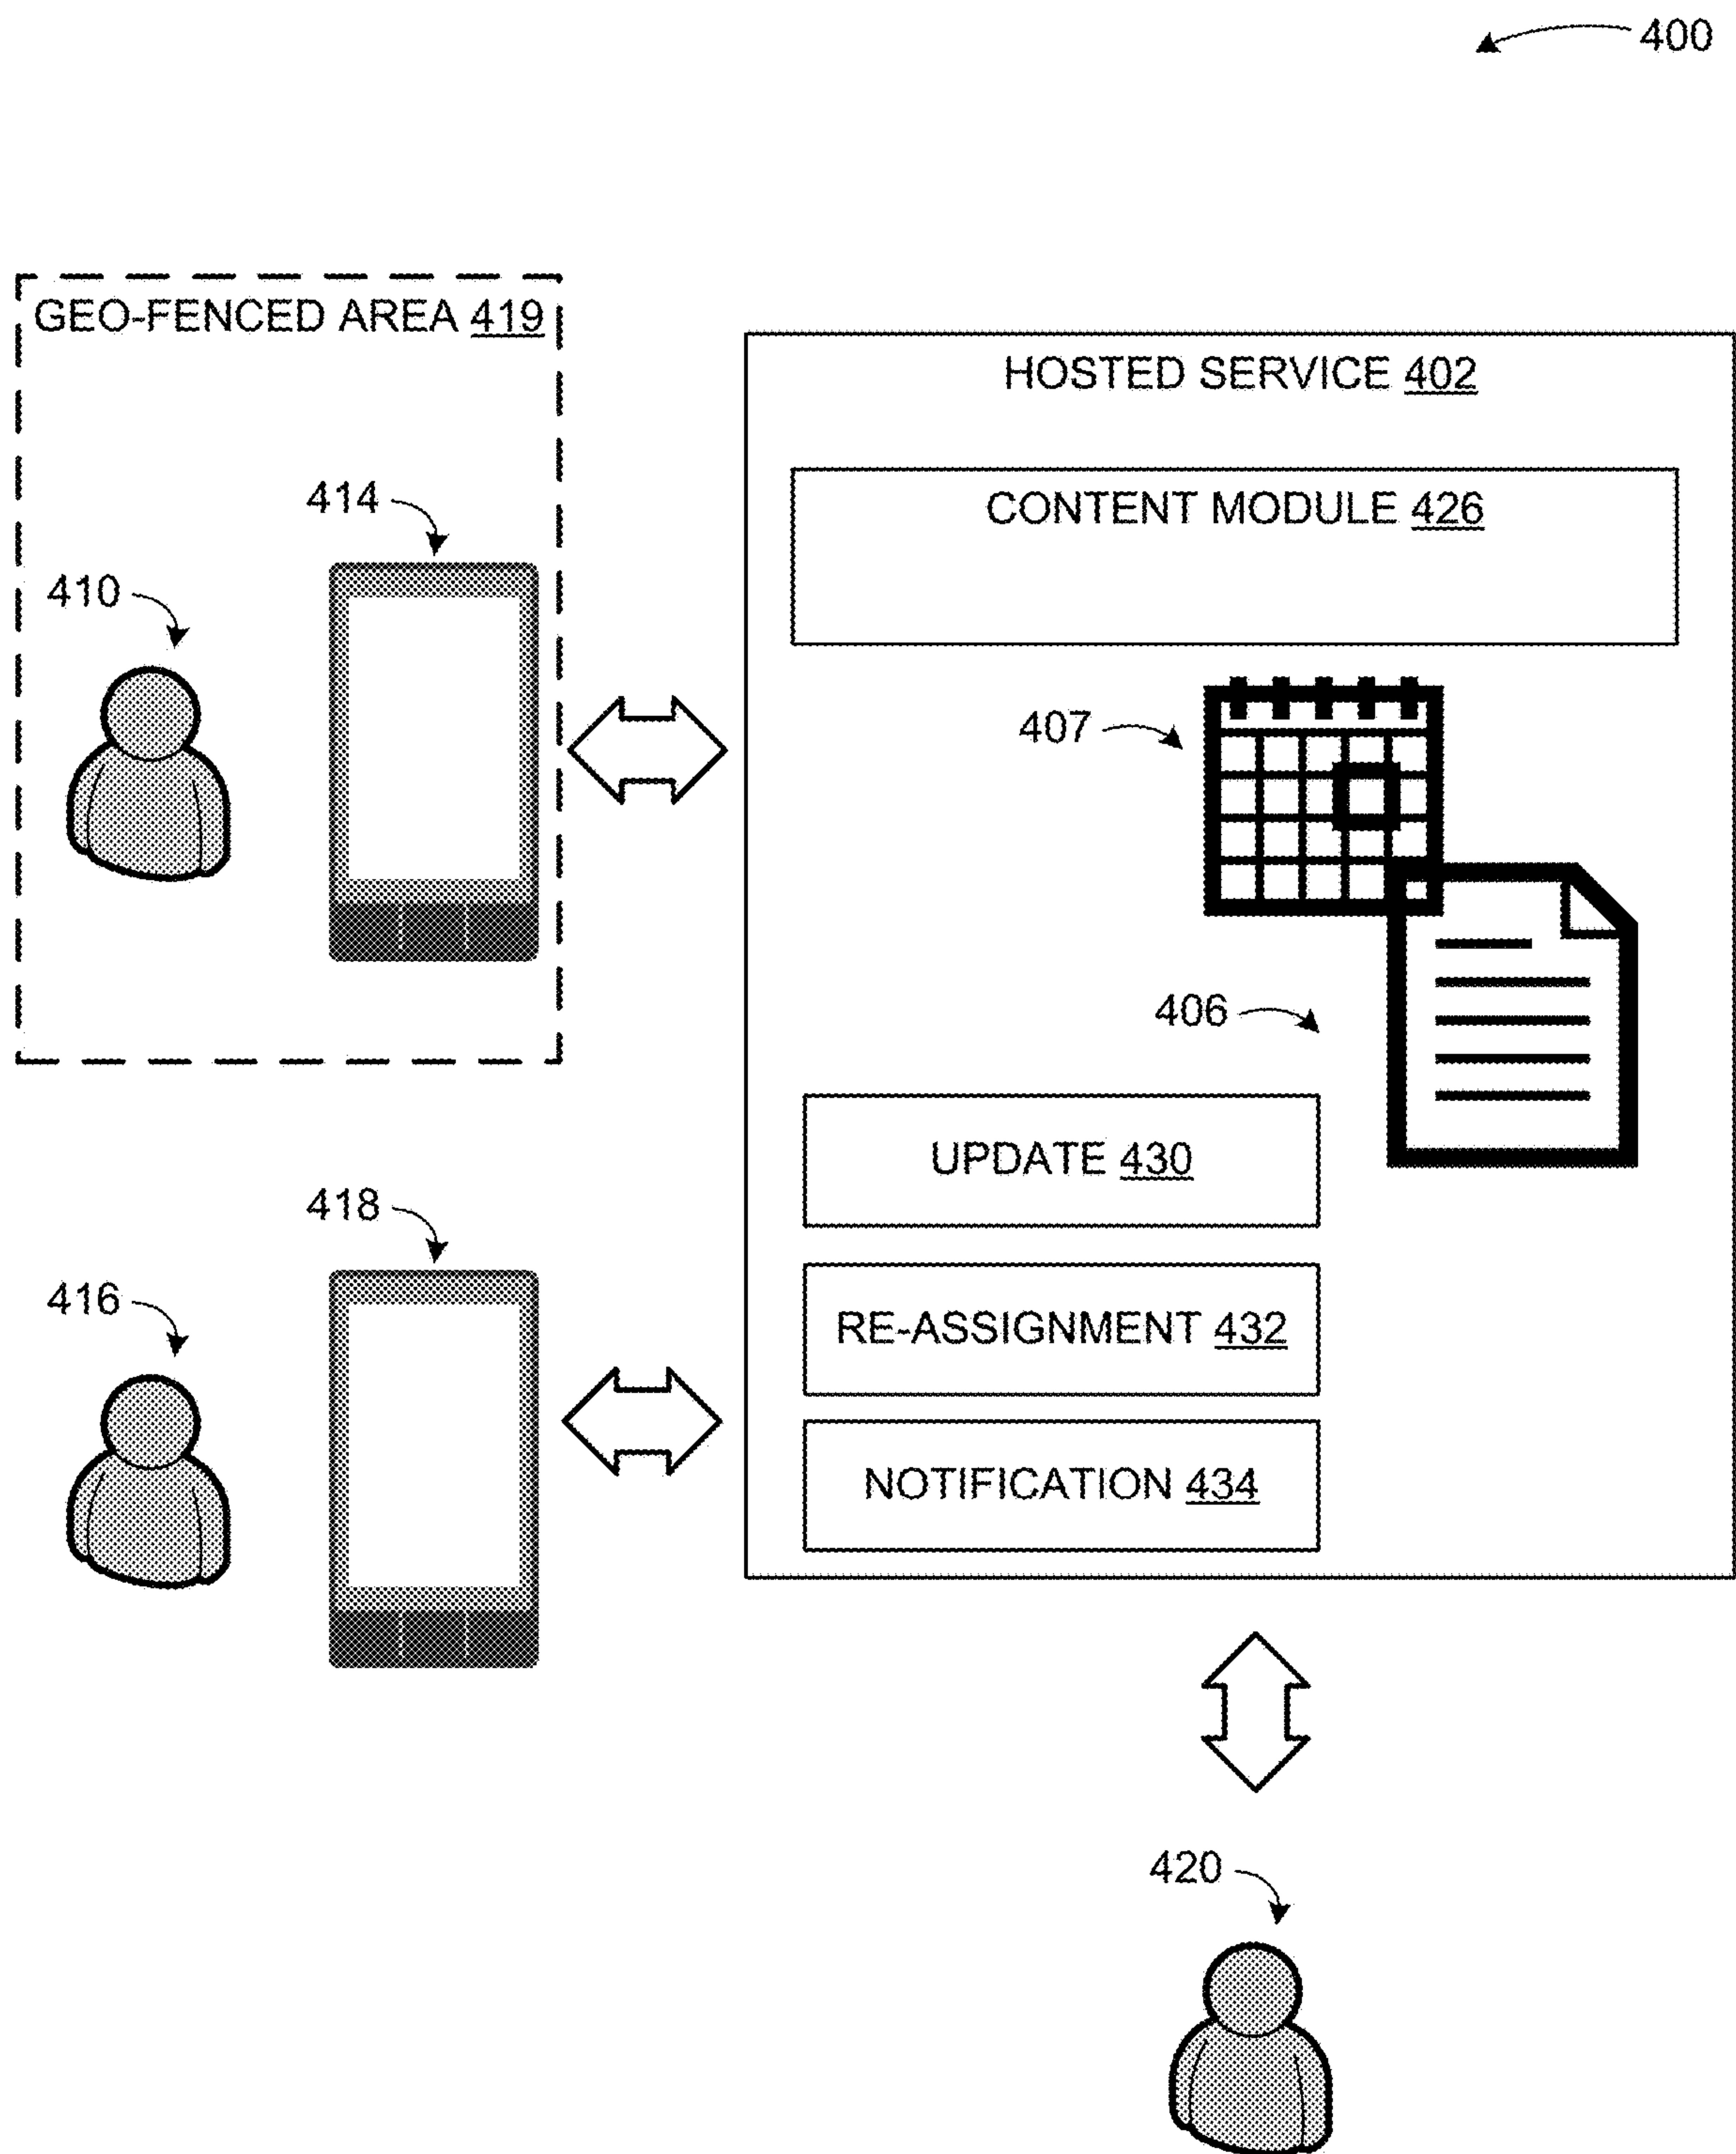 400
GEO-FENCED AREA 419
HOSTED SERVICE 402
CONTENT MODULE 426
414
410
407
406
UPDATE 430
418
416
RE-ASSIGNMENT 432
NOTIFICATION 434
420